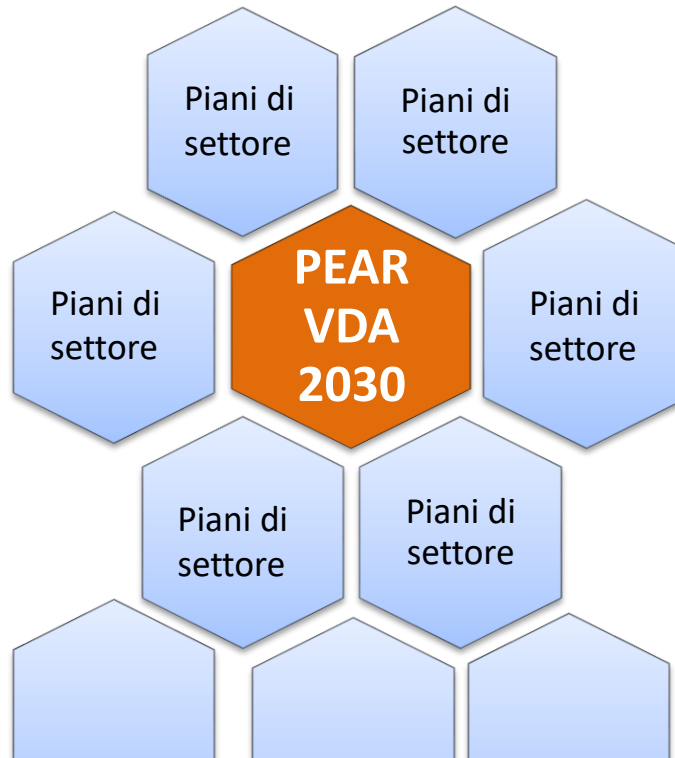 Piani di
settore
Piani di
settore
PEAR
VDA
2030
Piani di
settore
Piani di
settore
Piani di
settore
Piani di
settore